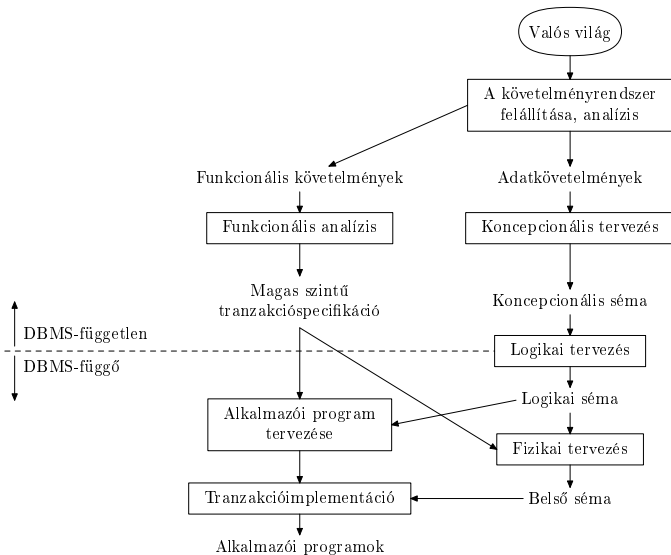 Valós világ
A követelményrendszer
felállítása, analízis
Funkcionális követelmények
Adatkövetelmények
Funkcionális analízis
Koncepcionális tervezés
Magas szintű
tranzakcióspecifikáció
Koncepcionális séma
DBMS-független
Logikai tervezés
DBMS-függő
Logikai séma
Alkalmazói program
tervezése
Fizikai tervezés
Tranzakcióimplementáció
Belső séma
Alkalmazói programok